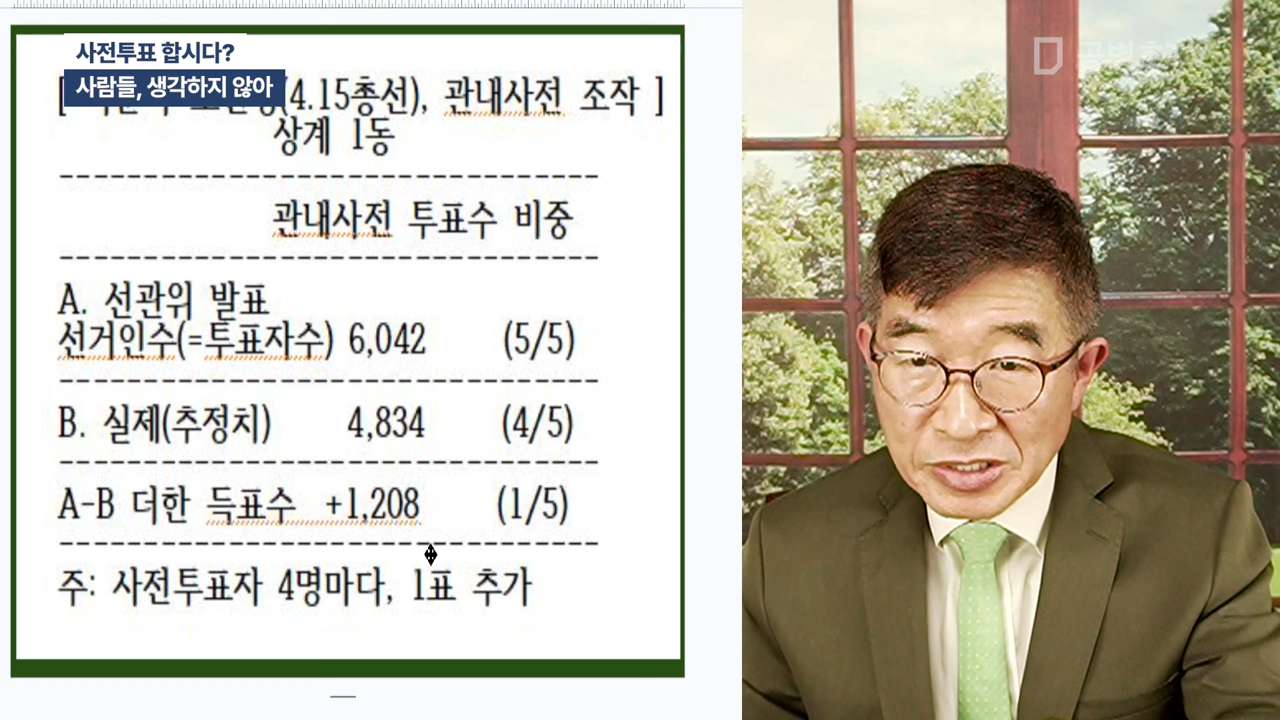 사전투표 합시다?
사람들, 생각하지 않아
[ (4.15총선), 관내사전 조작 ]
상계 1동
관내사전 투표수 비중
A. 선관위 발표
선거인수(=투표자수) 6,042 (5/5)
B. 실제(추정치) 4,834 (4/5)
A-B 더한 득표수 +1,208 (1/5)
주: 사전투표자 4명마다, 1표 추가